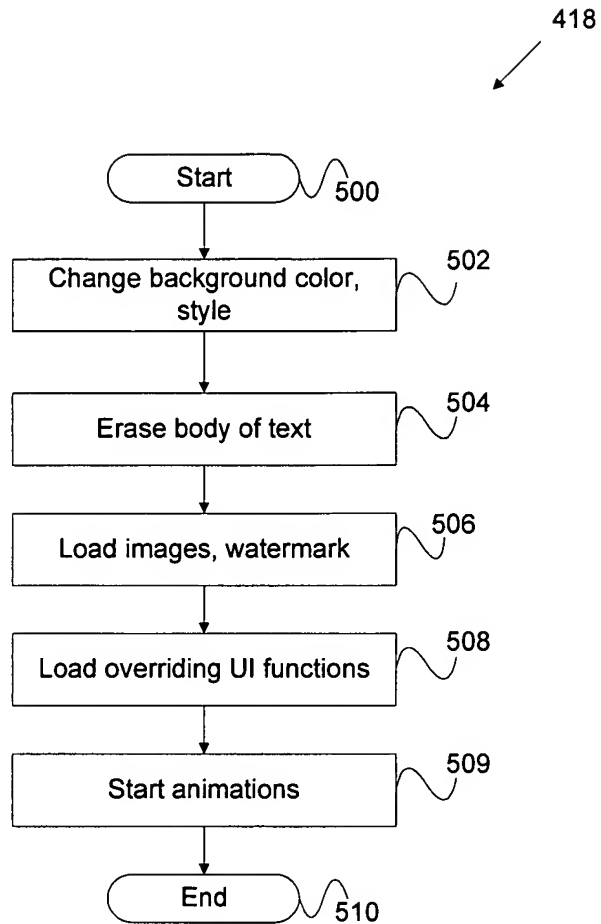 418
Start
500
Change background color,
style
502
Erase body of text
504
Load images, watermark
506
Load overriding UI functions
508
Start animations
509
End
510